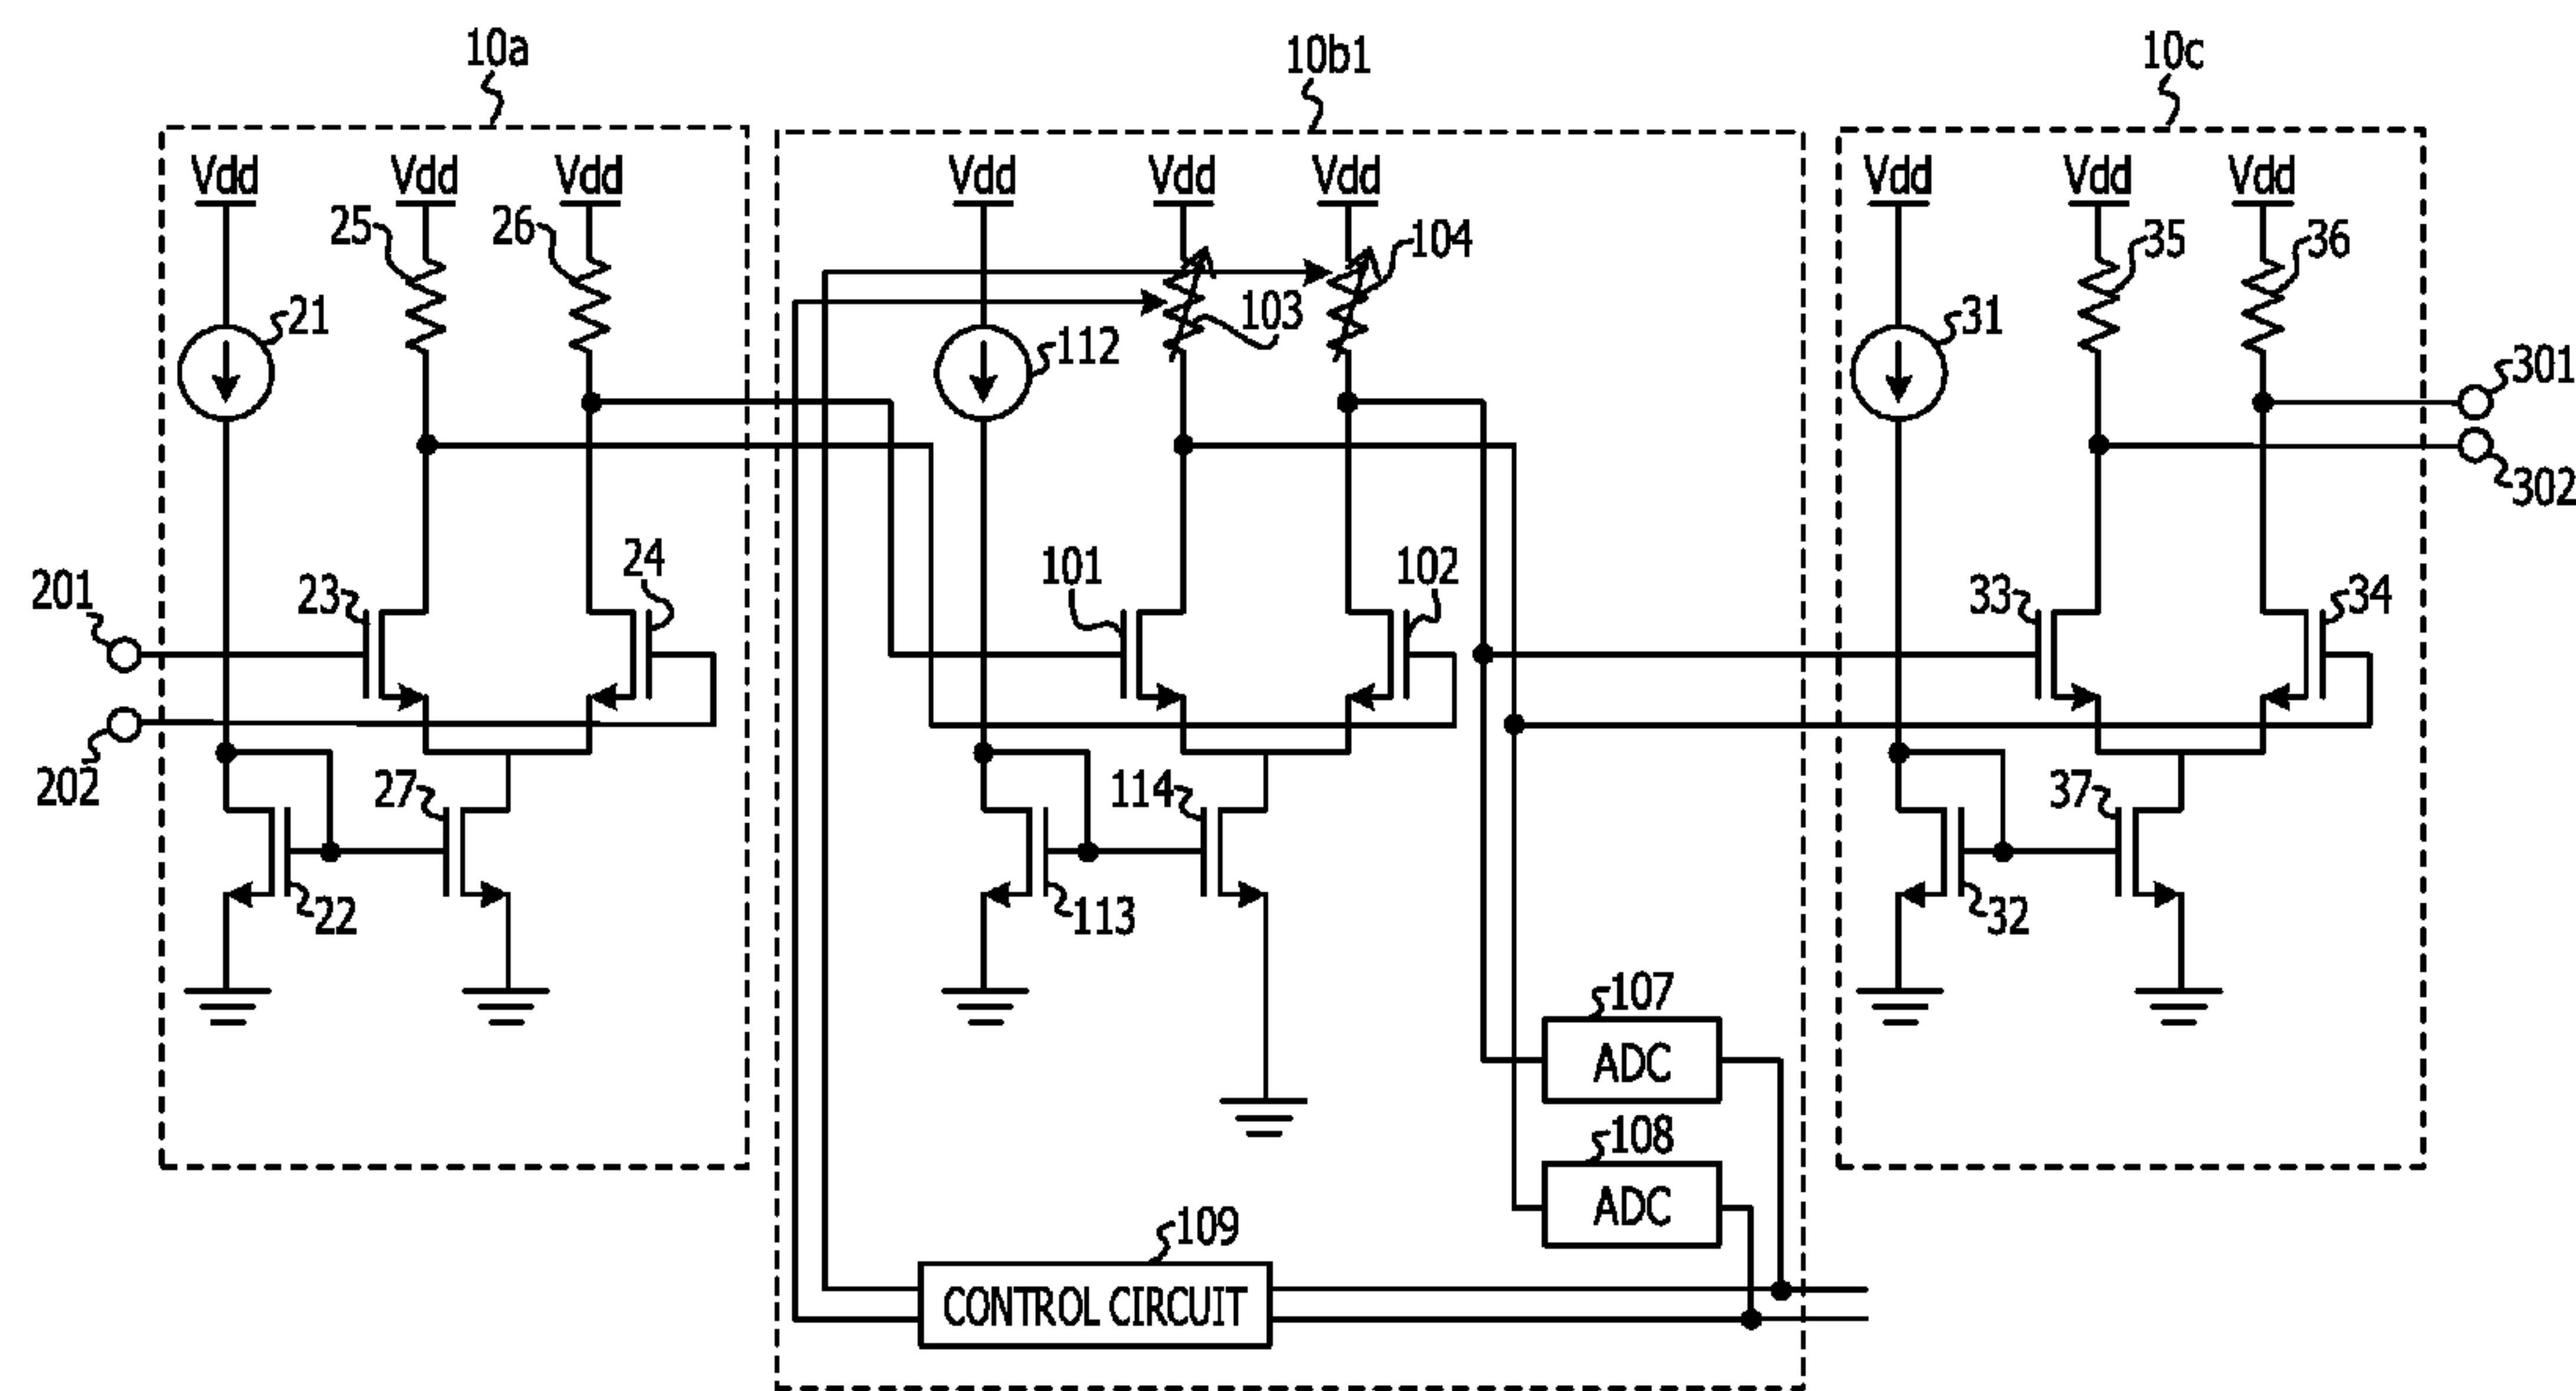 10a
10b1
10c
Vdd
Vdd
Vdd
Vdd
Vdd
Vdd
Vdd
Vdd
Vdd
25
26
104
35
36
21
103
31
112
301
302
24
101
102
201
23
33
34
202
27
114
37
22
113
32
107
ADC
108
ADC
109
CONTROL CIRCUIT